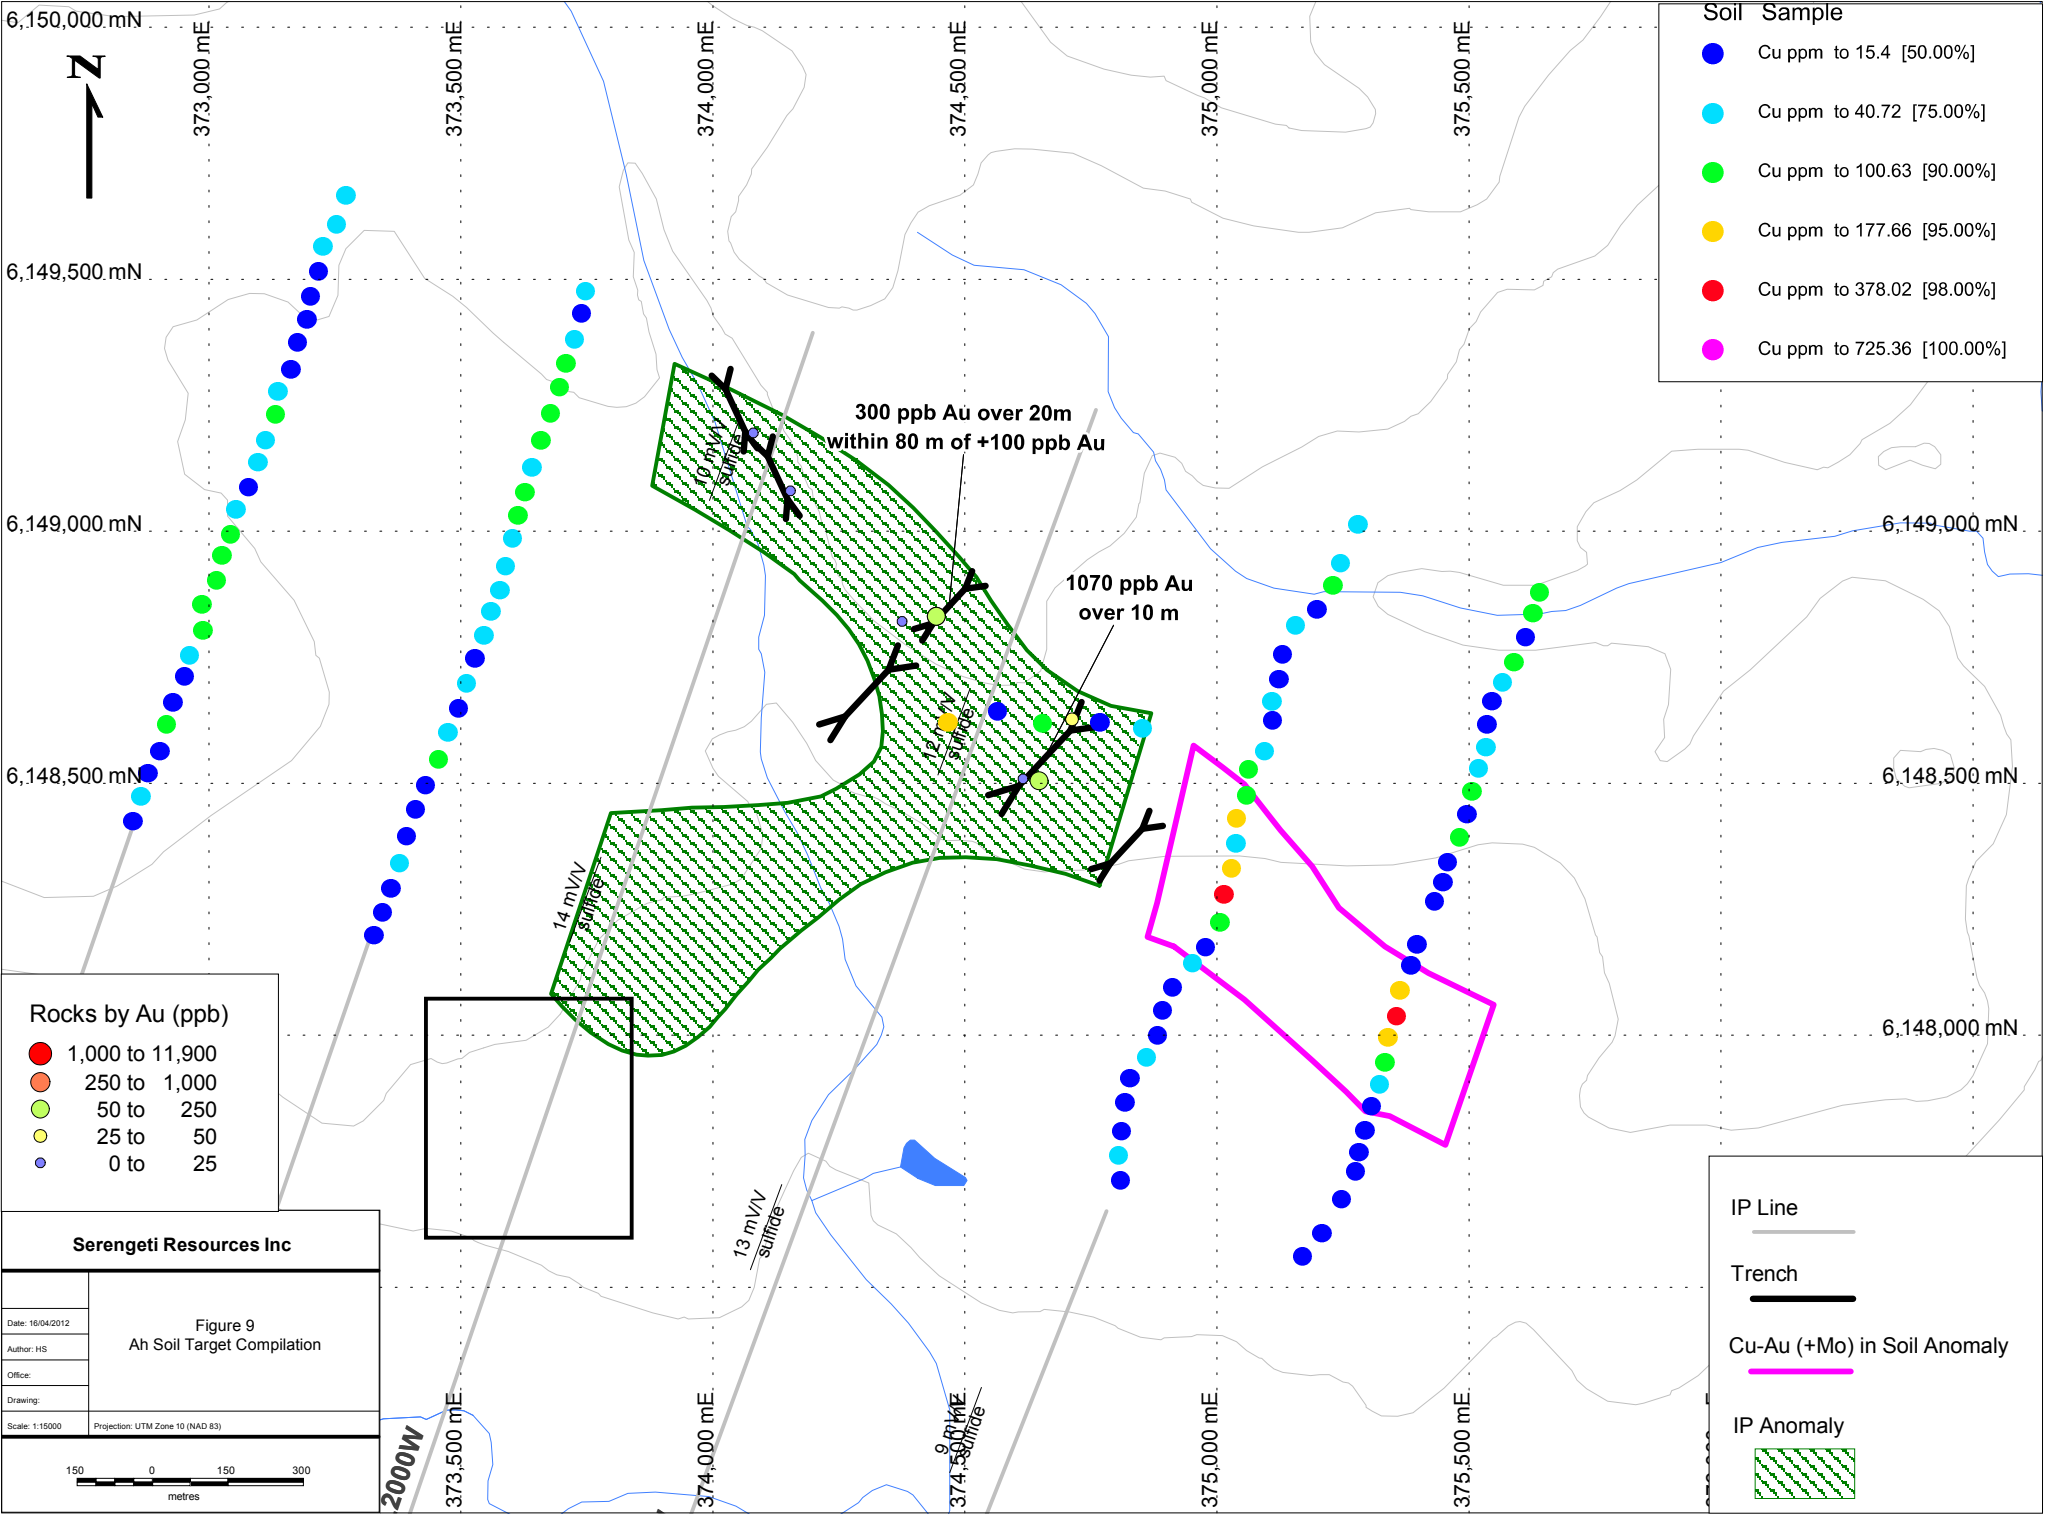 6,150,000 mN
373,000 mE
373,500 mE
374,000 mE
374,500 mE
375,000 mE
375,500 mE
Soil Sample
Cu ppm to 15.4 [50.00%]
Cu ppm to 40.72 [75.00%]
Cu ppm to 100.63 [90.00%]
Cu ppm to 177.66 [95.00%]
Cu ppm to 378.02 [98.00%]
Cu ppm to 725.36 [100.00%]
N
6,149,500 mN
300 ppb Au over 20m
within 80 m of +100 ppb Au
10 mV/V
sulfide
6,149,000 mN
6,149,000 mN
1070 ppb Au
over 10 m
12 mV/V
sulfide
6,148,500 mN
6,148,500 mN
14 mV/V
sulfide
6,148,000 mN
Rocks by Au (ppb)
1,000 to 11,900
250 to 1,000
50 to 250
25 to 50
0 to 25
13 mV/V
sulfide
Serengeti Resources Inc
Figure 9
Ah Soil Target Compilation
Date: 16/04/2012
Author: HS
Office:
Drawing:
Scale: 1:15000
Projection: UTM Zone 10 (NAD 83)
150 0 150 300
metres
2000W
373,500 mE
374,000 mE
374,500 mE
9 mV/V
sulfide
375,000 mE
375,500 mE
IP Line
Trench
Cu-Au (+Mo) in Soil Anomaly
IP Anomaly